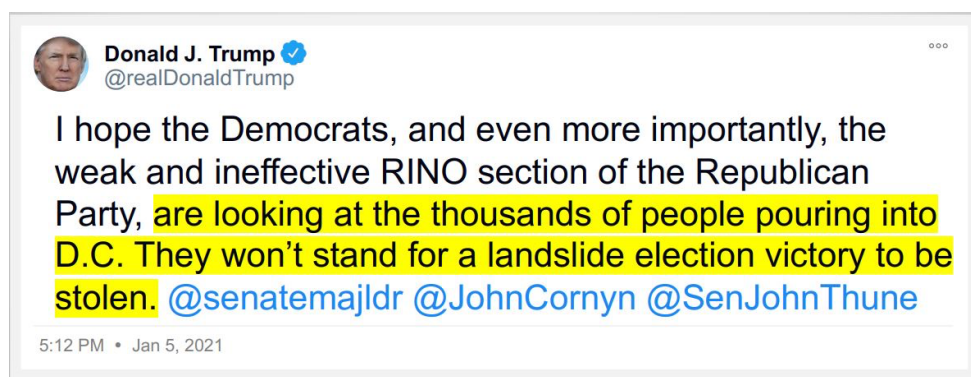 Donald J. Trump
@realDonaldTrump
I hope the Democrats, and even more importantly, the
weak and ineffective RINO section of the Republican
Party, are looking at the thousands of people pouring into
D.C. They won’t stand for a landslide election victory to be
stolen. @senatemajldr @JohnCornyn @SenJohnThune
5:12 PM • Jan 5, 2021